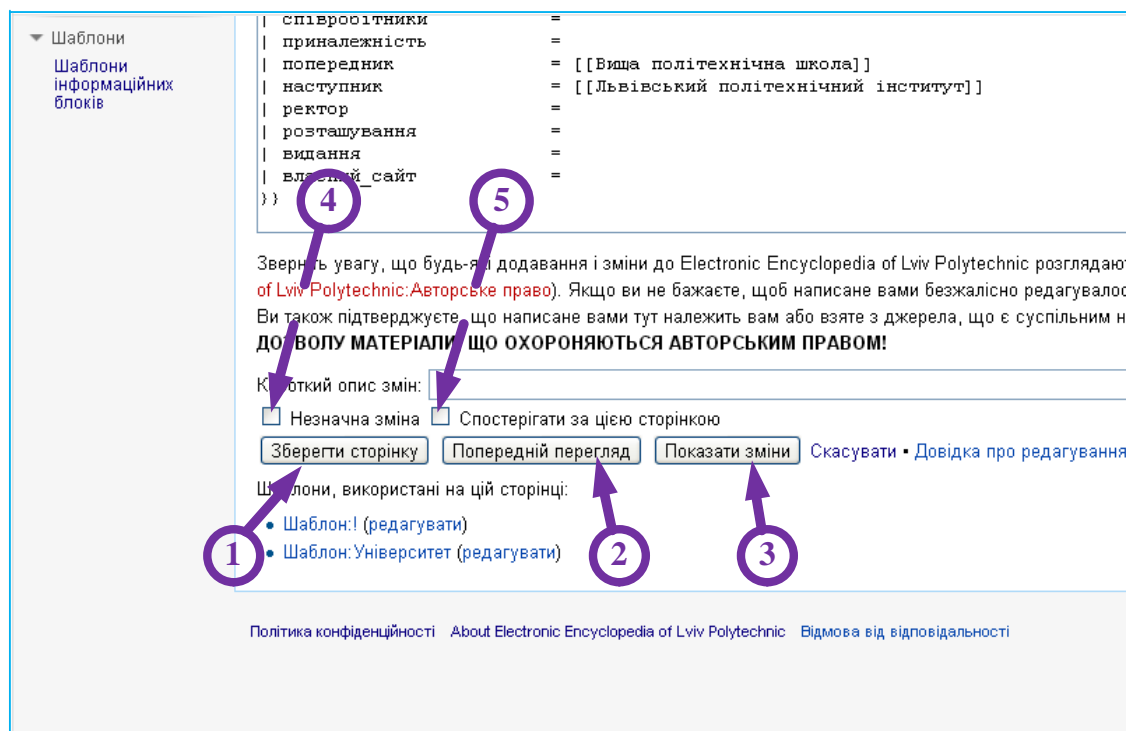 Шаблони
Шаблони
інформаційних
блоків
| співробітники =
| приналежність =
| попередник = [[Вища політехнічна школа]]
| наступник = [[Львівський політехнічний інститут]]
| ректор =
| розташування =
| видання =
| власний_сайт =
}}
4
5
Зверніть увагу, що будь-які додавання і зміни до Electronic Encyclopedia of Lviv Polytechnic розглядают
of Lviv Polytechnic:Авторське право). Якщо ви не бажаєте, щоб написане вами безжалісно редагувалос
Ви також підтверджуєте, що написане вами тут належить вам або взяте з джерела, що є суспільним н
ДОЗВОЛУ МАТЕРІАЛИ, ЩО ОХОРОНЯЮТЬСЯ АВТОРСЬКИМ ПРАВОМ!
Короткий опис змін:
Незначна зміна Спостерігати за цією сторінкою
Зберегти сторінку Попередній перегляд Показати зміни Скасувати • Довідка про редагування
Шаблони, використані на цій сторінці:
• Шаблон:! (редагувати)
• Шаблон:Університет (редагувати)
1
2
3
Політика конфіденційності About Electronic Encyclopedia of Lviv Polytechnic Відмова від відповідальності